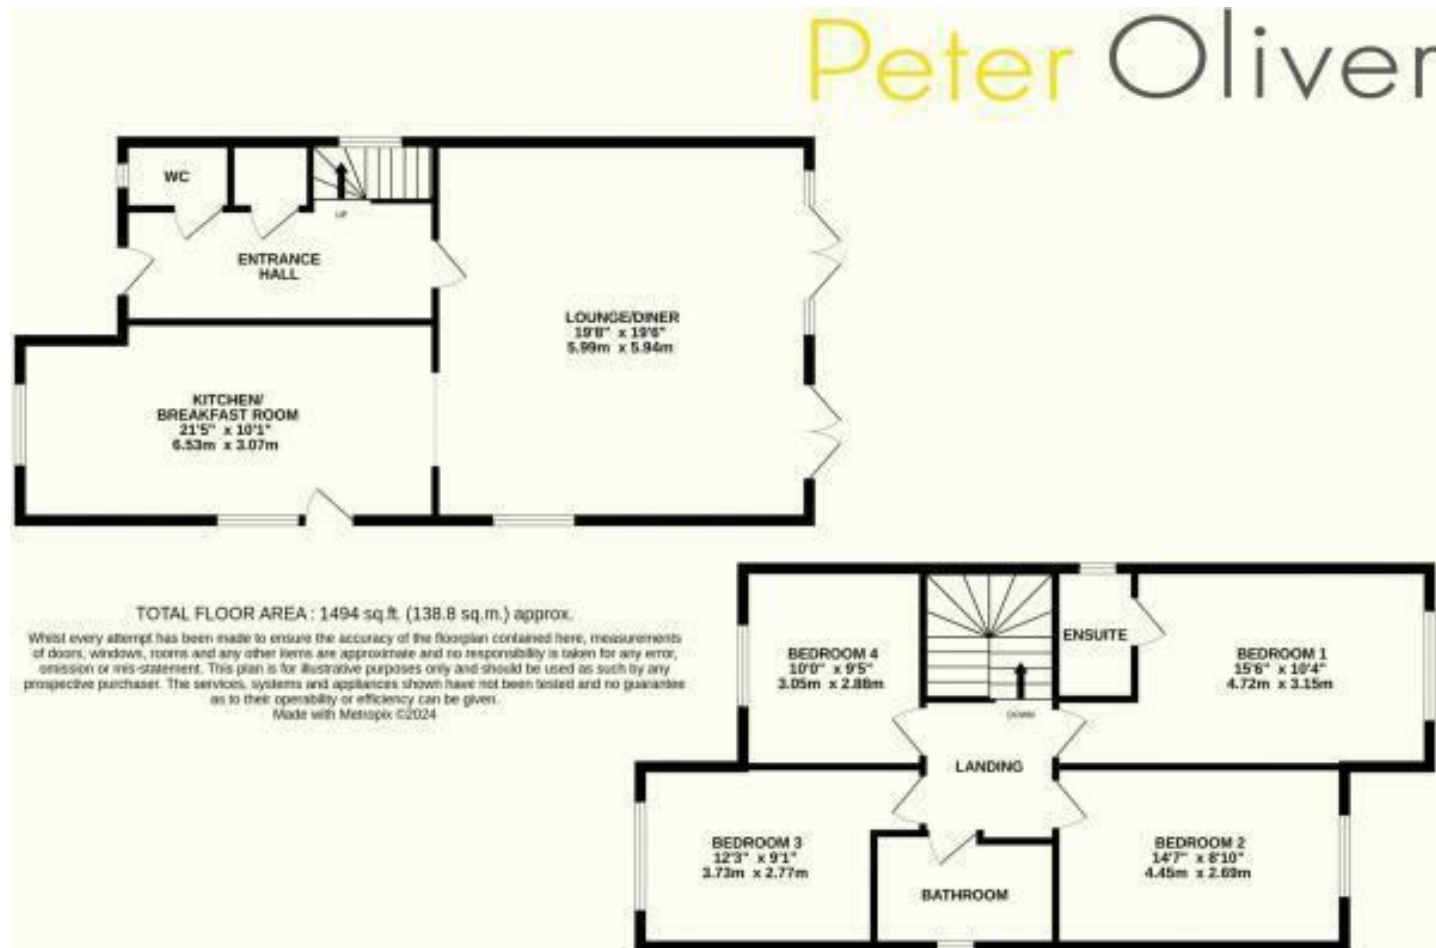 Peter Oliver
WC
UP
ENTRANCE
HALL
LOUNGE/DINER
19'8" x 19'6"
5.99m x 5.94m
KITCHEN/
BREAKFAST ROOM
21'5" x 10'1"
6.53m x 3.07m
TOTAL FLOOR AREA : 1494 sq.ft. (138.8 sq.m.) approx.
Whilst every attempt has been made to ensure the accuracy of the floorplan contained here, measurements
of doors, windows, rooms and any other items are approximate and no responsibility is taken for any error,
omission or mis-statement. This plan is for illustrative purposes only and should be used as such by any
prospective purchaser. The services, systems and appliances shown have not been tested and no guarantee
as to their operability or efficiency can be given.
Made with Metropix ©2024
ENSUITE
BEDROOM 4
10'0" x 9'5"
3.05m x 2.88m
BEDROOM 1
15'6" x 10'4"
4.72m x 3.15m
DOWN
LANDING
BEDROOM 3
12'3" x 9'1"
3.73m x 2.77m
BEDROOM 2
14'7" x 8'10"
4.45m x 2.69m
BATHROOM